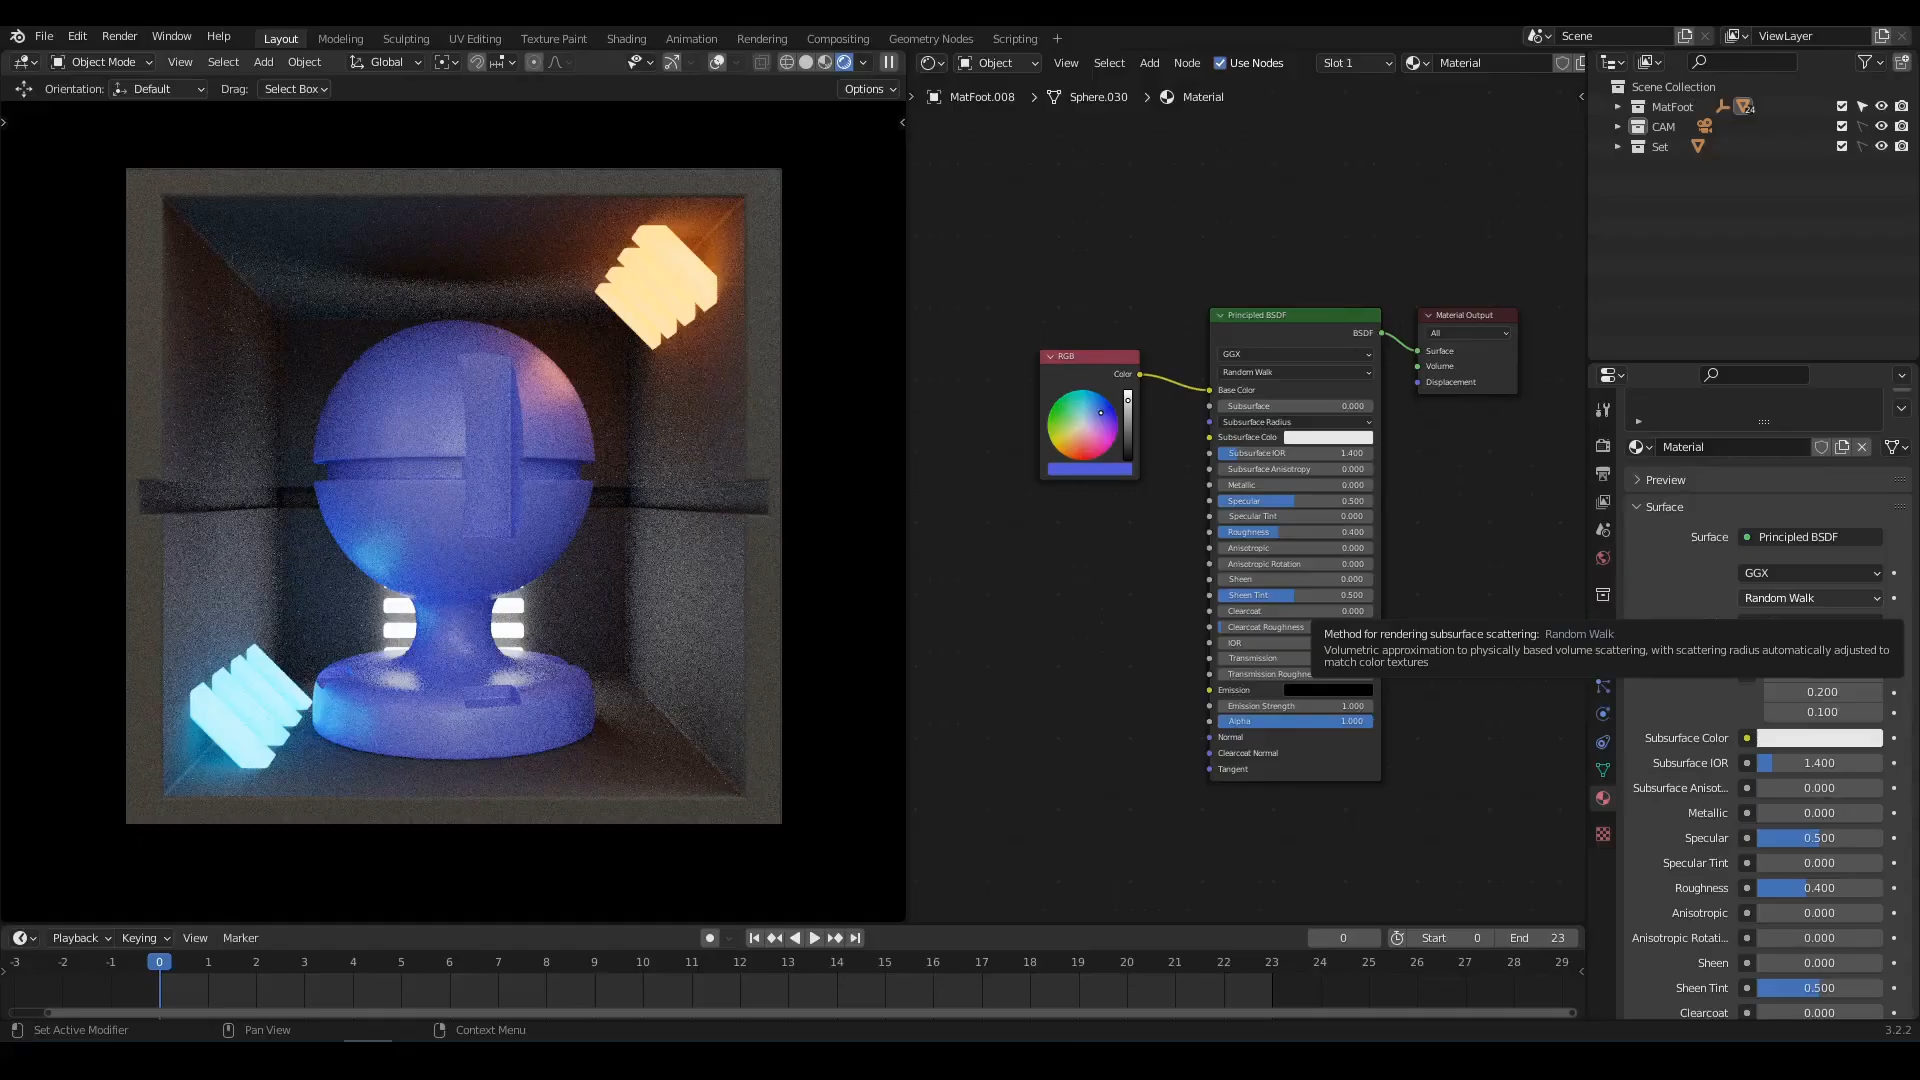 File Edit Render Window Help Layout Modeling Sculpting UV Editing Texture Paint Shading Animation Rendering Compositing Geometry Nodes Scripting Scene ViewLayer
Object Mode View Select Add Object Global Object View Select Add Node Use Nodes Slot 1 Material
Orientation: Default Drag: Select Box Options
MatFoot.008 Sphere.030 Material
Scene Collection
MatFoot 24
CAM
Set
RGB
Color
Principled BSDF
BSDF
GGX
Random Walk
Base Color
Subsurface 0.000
Subsurface Radius
Subsurface Colo
Subsurface IOR 1.400
Subsurface Anisotropy 0.000
Metallic 0.000
Specular 0.500
Specular Tint 0.000
Roughness 0.400
Anisotropic 0.000
Anisotropic Rotation 0.000
Sheen 0.000
Sheen Tint 0.500
Clearcoat 0.000
Clearcoat Roughness
IOR
Transmission
Transmission Roughne
Emission
Emission Strength 1.000
Alpha 1.000
Normal
Clearcoat Normal
Tangent
Material Output
All
Surface
Volume
Displacement
Material
Preview
Surface
Surface Principled BSDF
GGX
Random Walk
Method for rendering subsurface scattering: Random Walk
Volumetric approximation to physically based volume scattering, with scattering radius automatically adjusted to
match color textures
0.200
0.100
Subsurface Color
Subsurface IOR 1.400
Subsurface Anisot... 0.000
Metallic 0.000
Specular 0.500
Specular Tint 0.000
Roughness 0.400
Anisotropic 0.000
Anisotropic Rotati... 0.000
Sheen 0.000
Sheen Tint 0.500
Clearcoat 0.000
Playback Keying View Marker 0 Start 0 End 23
-3 -2 -1 0 1 2 3 4 5 6 7 8 9 10 11 12 13 14 15 16 17 18 19 20 21 22 23 24 25 26 27 28 29
Set Active Modifier Pan View Context Menu 3.2.2